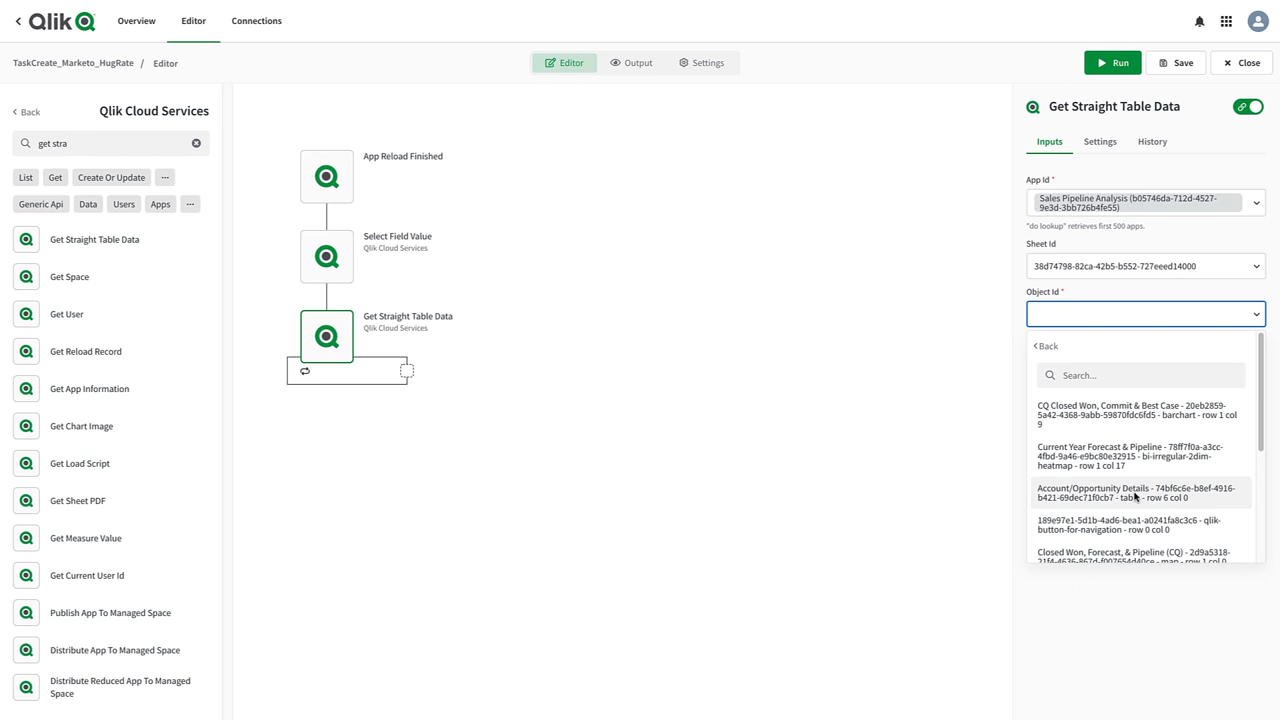 Qlik
Overview
Editor
Connections
TaskCreate_Marketo_HugRate / Editor
Editor
Output
Settings
Run
Save
Close
Back
Qlik Cloud Services
get stra
List
Get
Create Or Update
...
Generic Api
Data
Users
Apps
...
Get Straight Table Data
Get Space
Get User
Get Reload Record
Get App Information
Get Chart Image
Get Load Script
Get Sheet PDF
Get Measure Value
Get Current User Id
Publish App To Managed Space
Distribute App To Managed Space
Distribute Reduced App To Managed
Space
App Reload Finished
Select Field Value
Qlik Cloud Services
Get Straight Table Data
Qlik Cloud Services
Get Straight Table Data
Inputs
Settings
History
App Id *
Sales Pipeline Analysis (b05746da-712d-4527-
9e3d-3bb726b4fe55)
"do lookup" retrieves first 500 apps.
Sheet Id
38d74798-82ca-42b5-b552-727eeed14000
Object Id *
Back
Search...
CQ Closed Won, Commit & Best Case - 20eb2859-
5a42-4368-9abb-59870fdc6fd5 - barchart - row 1 col
9
Current Year Forecast & Pipeline - 78ff7f0a-a3cc-
4fbd-9a46-e9bc80e32915 - bi-irregular-2dim-
heatmap - row 1 col 17
Account/Opportunity Details - 74bf6c6e-b8ef-4916-
b421-69dec71f0cb7 - table - row 6 col 0
189e97e1-5d1b-4ad6-bea1-a0241fa8c3c6 - qlik-
button-for-navigation - row 0 col 0
Closed Won, Forecast, & Pipeline (CQ) - 2d9a5318-
21f4-4636-867d-f007654d40ce - map - row 1 col 0